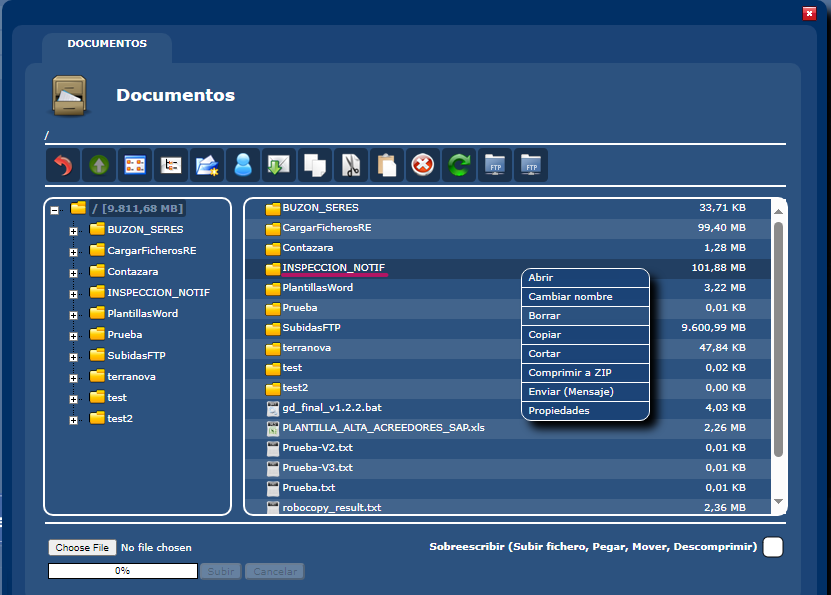 DOCUMENTOS
Documentos
/
FTP FTP
/ [9.811,68 MB]
BUZON_SERES
CargarFicherosRE
Contazara
INSPECCION_NOTIF
PlantillasWord
Prueba
SubidasFTP
terranova
test
test2
BUZON_SERES 33,71 KB
CargarFicherosRE 99,40 MB
Contazara 1,28 MB
INSPECCION_NOTIF 101,88 MB
PlantillasWord 3,22 MB
Prueba 0,01 KB
SubidasFTP 9.600,99 MB
terranova 47,84 KB
test 0,02 KB
test2 0,00 KB
gd_final_v1.2.2.bat 4,03 KB
PLANTILLA_ALTA_ACREEDORES_SAP.xls 2,26 MB
Prueba-V2.txt 0,01 KB
Prueba-V3.txt 0,01 KB
Prueba.txt 0,01 KB
robocopy_result.txt 2,36 MB
Abrir
Cambiar nombre
Borrar
Copiar
Cortar
Comprimir a ZIP
Enviar (Mensaje)
Propiedades
Choose File No file chosen
Sobreescribir (Subir fichero, Pegar, Mover, Descomprimir)
0% Subir Cancelar